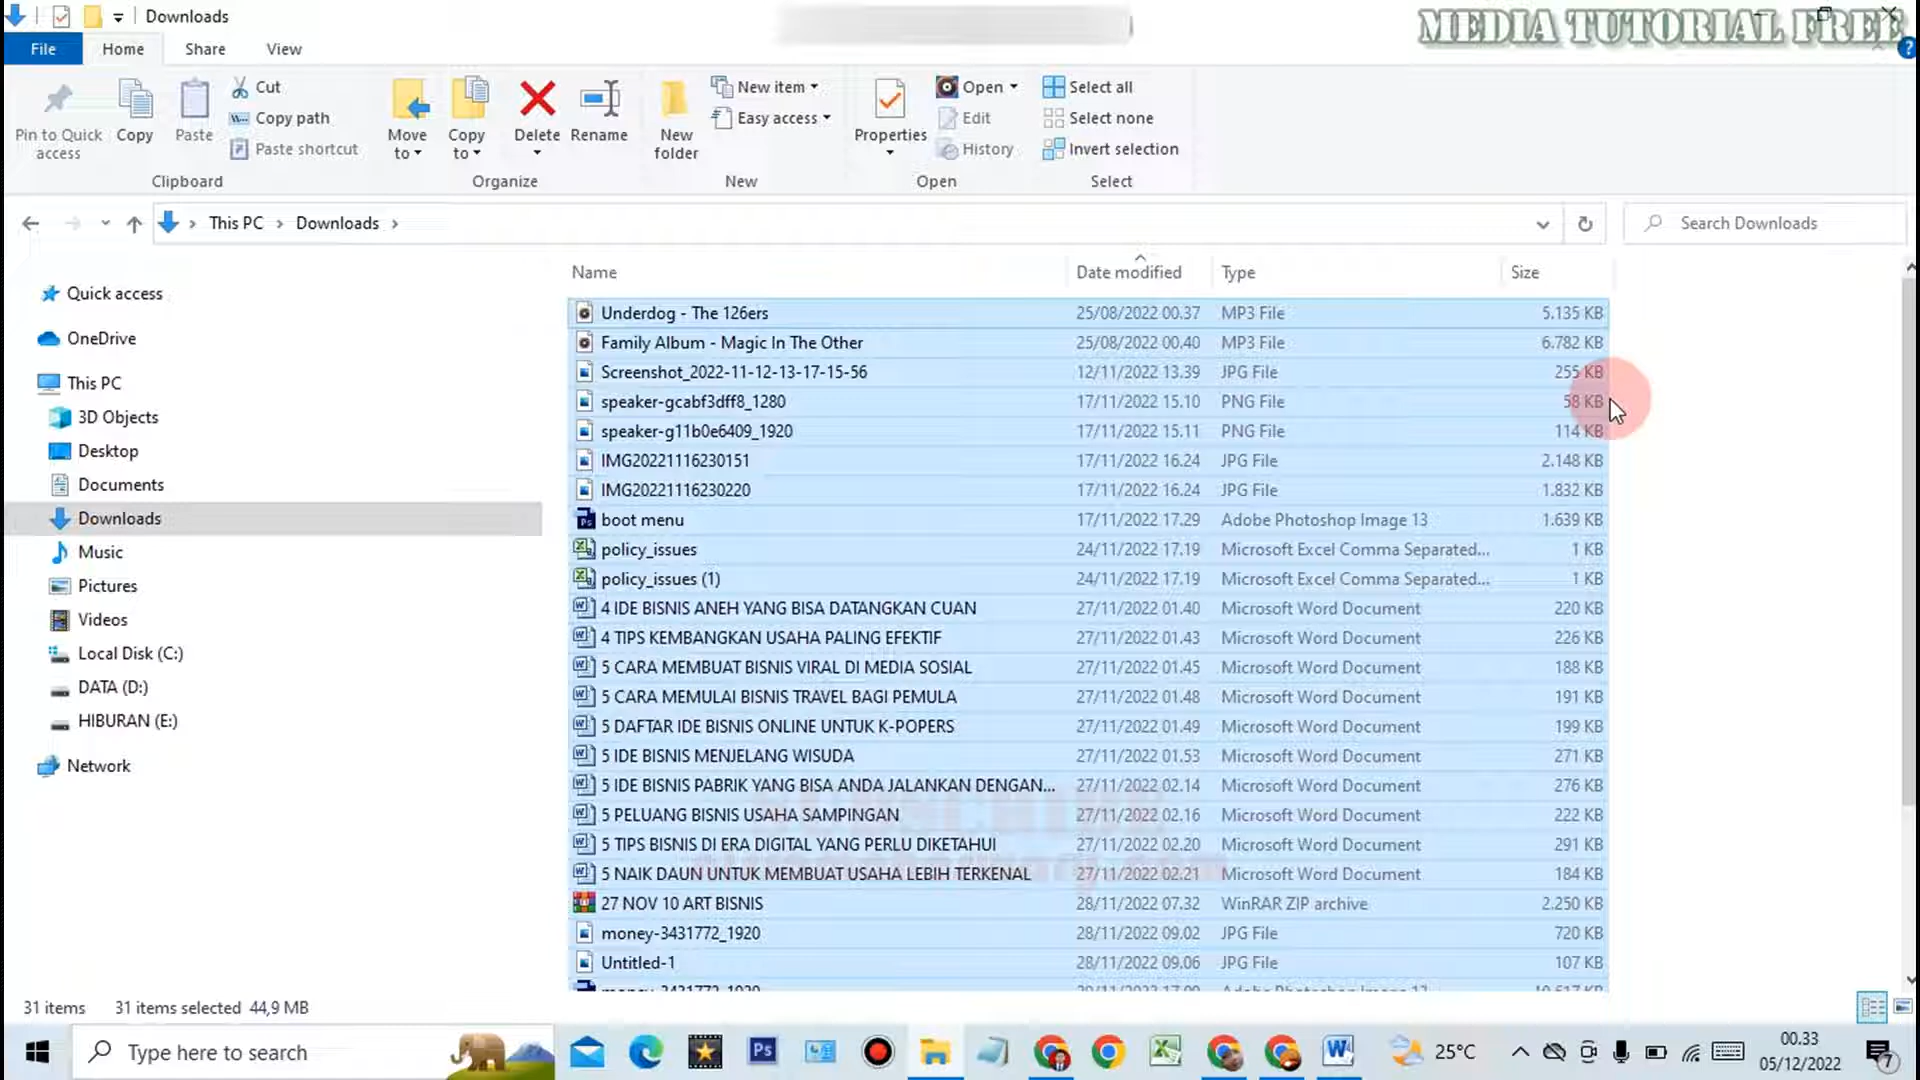 Downloads
MEDIA TUTORIAL FREE
File Home Share View
Pin to Quick access
Copy
Paste
Cut
Copy path
Paste shortcut
Clipboard
Move to
Copy to
Delete
Rename
Organize
New folder
New item
Easy access
New
Properties
Open
Edit
History
Open
Select all
Select none
Invert selection
Select
This PC > Downloads >
Search Downloads
Quick access
OneDrive
This PC
3D Objects
Desktop
Documents
Downloads
Music
Pictures
Videos
Local Disk (C:)
DATA (D:)
HIBURAN (E:)
Network
Name Date modified Type Size
Underdog - The 126ers 25/08/2022 00.37 MP3 File 5.135 KB
Family Album - Magic In The Other 25/08/2022 00.40 MP3 File 6.782 KB
Screenshot_2022-11-12-13-17-15-56 12/11/2022 13.39 JPG File 255 KB
speaker-gcabf3dff8_1280 17/11/2022 15.10 PNG File 58 KB
speaker-g11b0e6409_1920 17/11/2022 15.11 PNG File 114 KB
IMG20221116230151 17/11/2022 16.24 JPG File 2.148 KB
IMG20221116230220 17/11/2022 16.24 JPG File 1.832 KB
boot menu 17/11/2022 17.29 Adobe Photoshop Image 13 1.639 KB
policy_issues 24/11/2022 17.19 Microsoft Excel Comma Separated... 1 KB
policy_issues (1) 24/11/2022 17.19 Microsoft Excel Comma Separated... 1 KB
4 IDE BISNIS ANEH YANG BISA DATANGKAN CUAN 27/11/2022 01.40 Microsoft Word Document 220 KB
4 TIPS KEMBANGKAN USAHA PALING EFEKTIF 27/11/2022 01.43 Microsoft Word Document 226 KB
5 CARA MEMBUAT BISNIS VIRAL DI MEDIA SOSIAL 27/11/2022 01.45 Microsoft Word Document 188 KB
5 CARA MEMULAI BISNIS TRAVEL BAGI PEMULA 27/11/2022 01.48 Microsoft Word Document 191 KB
5 DAFTAR IDE BISNIS ONLINE UNTUK K-POPERS 27/11/2022 01.49 Microsoft Word Document 199 KB
5 IDE BISNIS MENJELANG WISUDA 27/11/2022 01.53 Microsoft Word Document 271 KB
5 IDE BISNIS PABRIK YANG BISA ANDA JALANKAN DENGAN... 27/11/2022 02.14 Microsoft Word Document 276 KB
5 PELUANG BISNIS USAHA SAMPINGAN 27/11/2022 02.16 Microsoft Word Document 222 KB
5 TIPS BISNIS DI ERA DIGITAL YANG PERLU DIKETAHUI 27/11/2022 02.20 Microsoft Word Document 291 KB
5 NAIK DAUN UNTUK MEMBUAT USAHA LEBIH TERKENAL 27/11/2022 02.21 Microsoft Word Document 184 KB
27 NOV 10 ART BISNIS 28/11/2022 07.32 WinRAR ZIP archive 2.250 KB
money-3431772_1920 28/11/2022 09.02 JPG File 720 KB
Untitled-1 28/11/2022 09.06 JPG File 107 KB
31 items 31 items selected 44,9 MB
Type here to search
Ps
25°C
00.33
05/12/2022
7